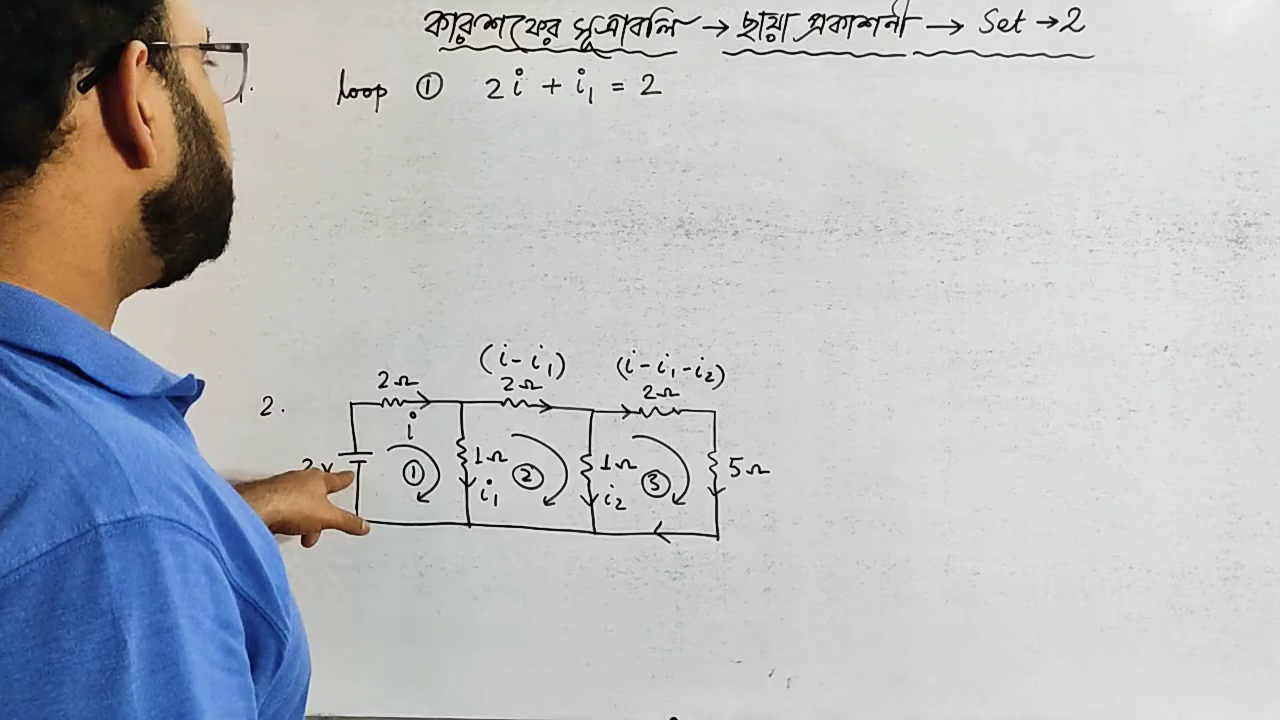 কারশফের সূত্রাবলি → ছায়া প্রকাশনী → Set → 2
1. loop ① 2i + i₁ = 2
(i - i₁) (i - i₁ - i₂)
2Ω 2Ω 2Ω
2. i
① 1Ω ② 1Ω ③ 5Ω
i₁ i₂